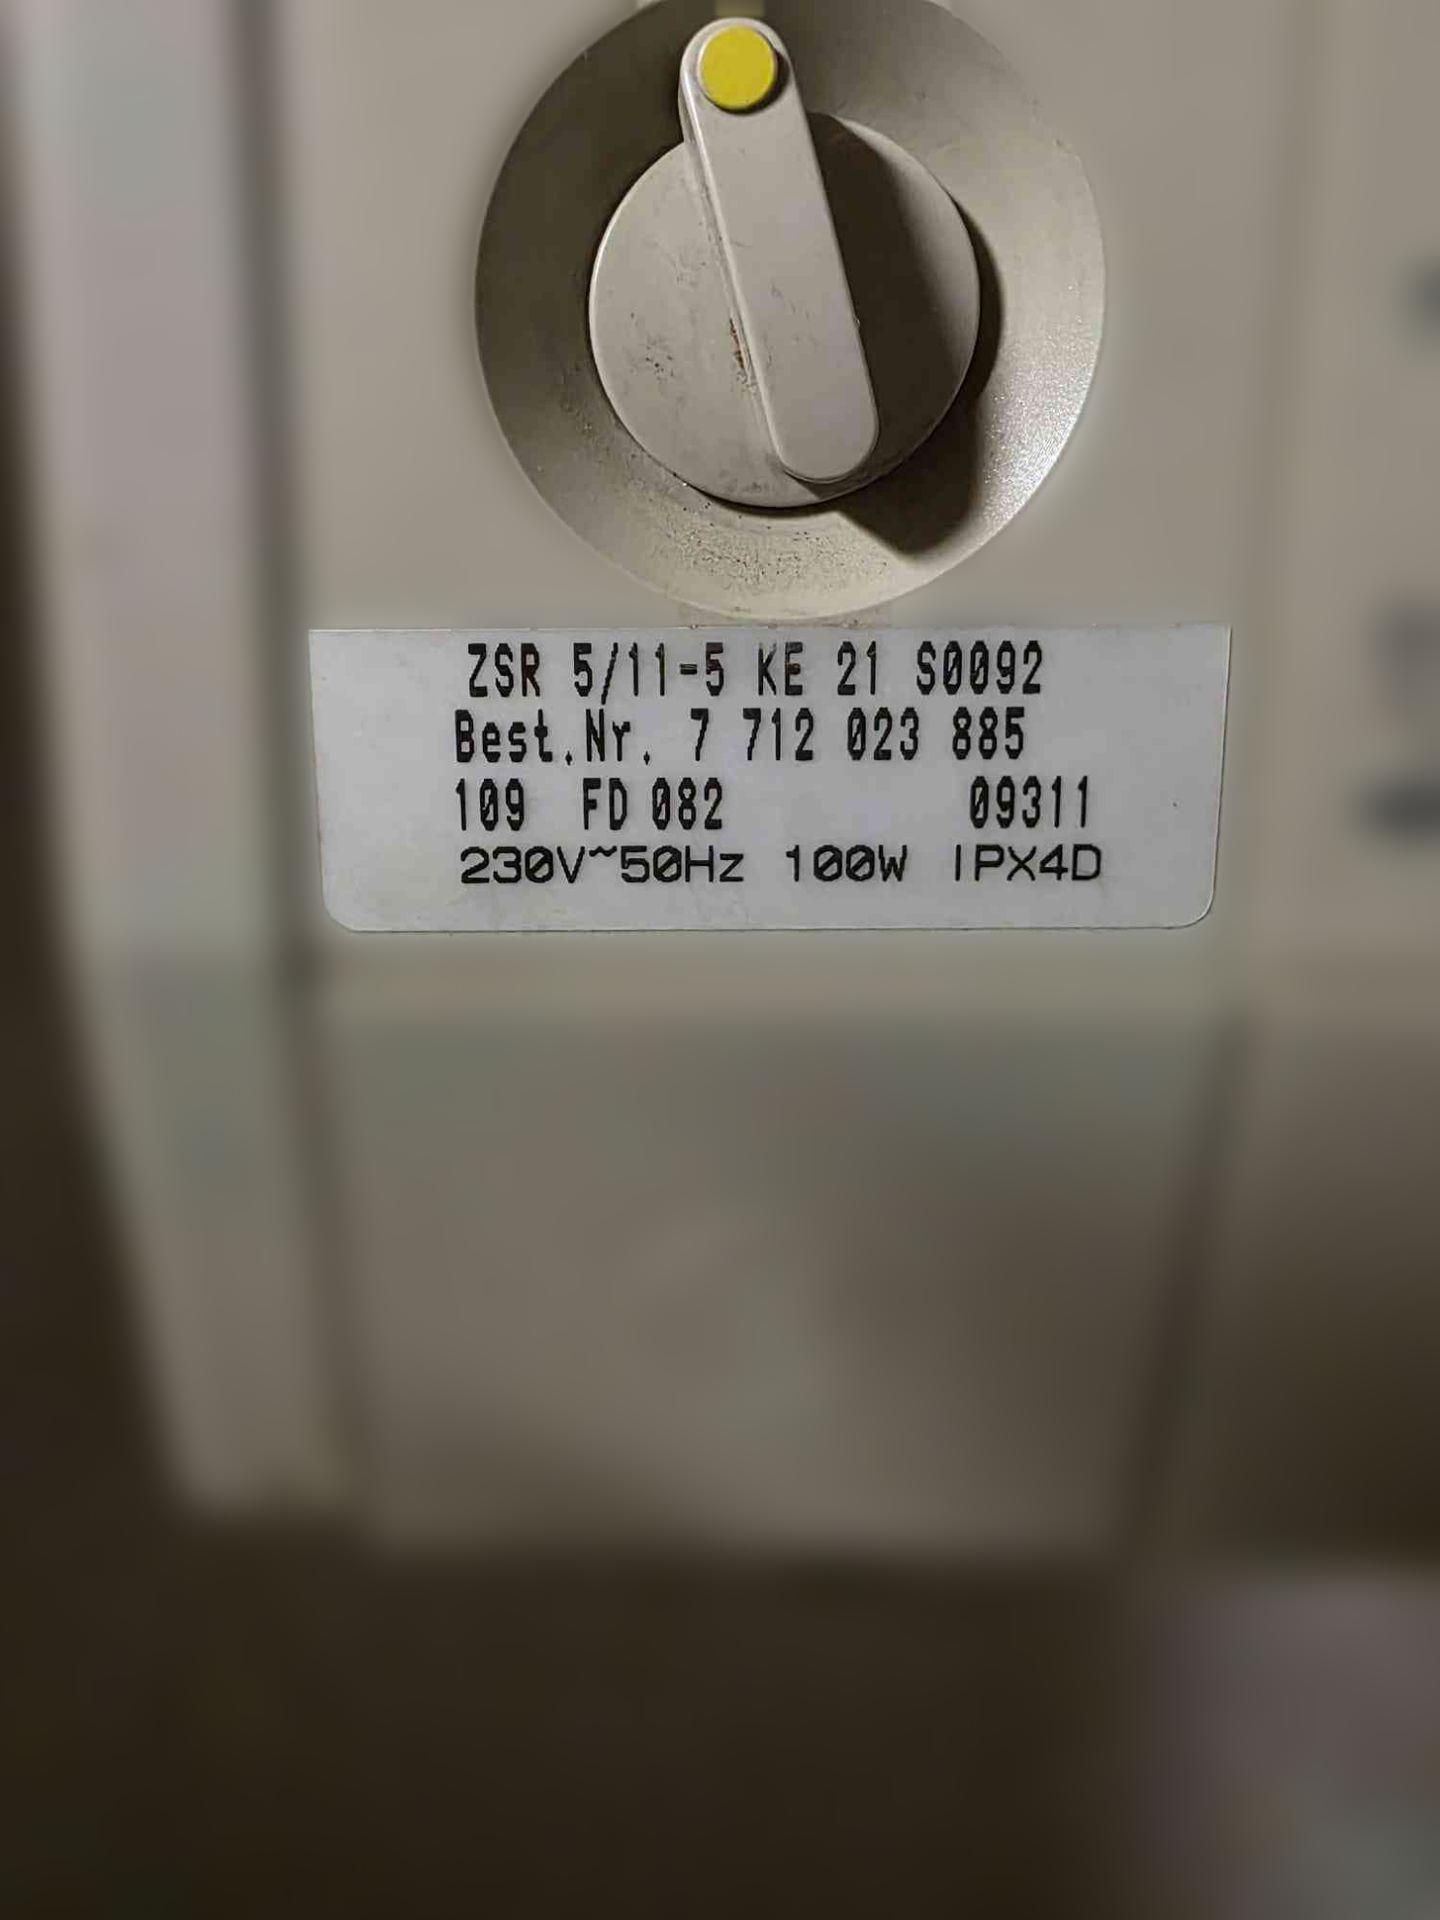 ZSR 5/11-5 KE 21 S0092
Best.Nr. 7 712 023 885
109 FD 082 09311
230V~50Hz 100W IPX4D